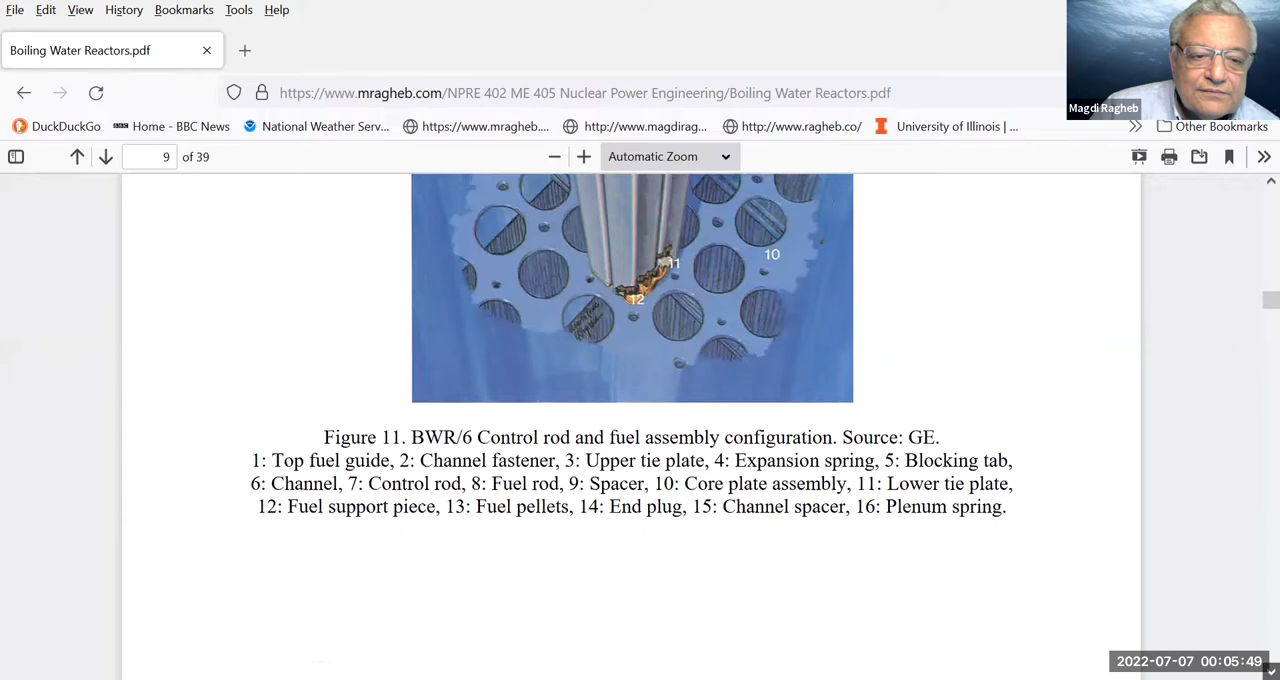 File Edit View History Bookmarks Tools Help
Boiling Water Reactors.pdf
https://www.mragheb.com/NPRE 402 ME 405 Nuclear Power Engineering/Boiling Water Reactors.pdf
Magdi Ragheb
DuckDuckGo BBC Home - BBC News National Weather Serv... https://www.mragheb.... http://www.magdirag... http://www.ragheb.co/ University of Illinois |... Other Bookmarks
9 of 39 Automatic Zoom
10
11
12
Figure 11. BWR/6 Control rod and fuel assembly configuration. Source: GE.
1: Top fuel guide, 2: Channel fastener, 3: Upper tie plate, 4: Expansion spring, 5: Blocking tab,
6: Channel, 7: Control rod, 8: Fuel rod, 9: Spacer, 10: Core plate assembly, 11: Lower tie plate,
12: Fuel support piece, 13: Fuel pellets, 14: End plug, 15: Channel spacer, 16: Plenum spring.
2022-07-07 00:05:49